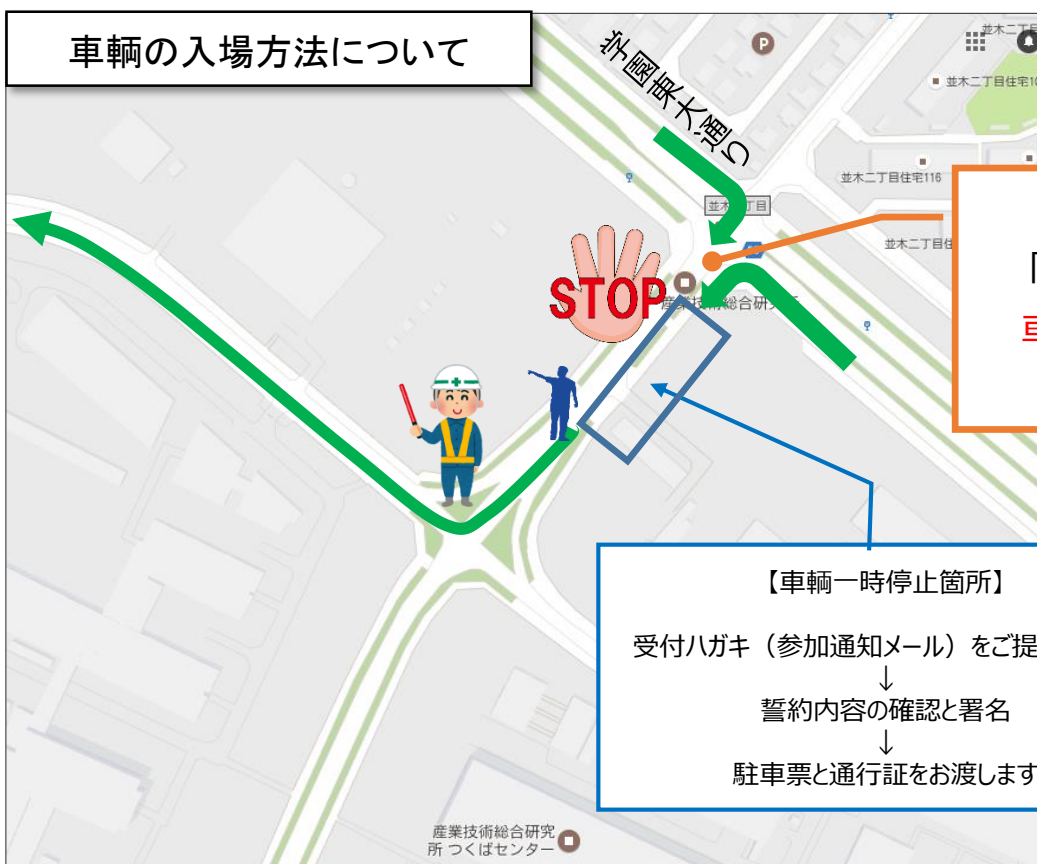 車輌の入場方法について
学園東大通り
並木二丁目住宅10
並木二丁目住宅116
並木二丁目
並木二丁目住
STOP
産業技術総合研究所
「
【車輌一時停止箇所】
受付ハガキ（参加通知メール）をご提
↓
誓約内容の確認と署名
↓
駐車票と通行証をお渡します
産業技術総合研究
所 つくばセンター
P